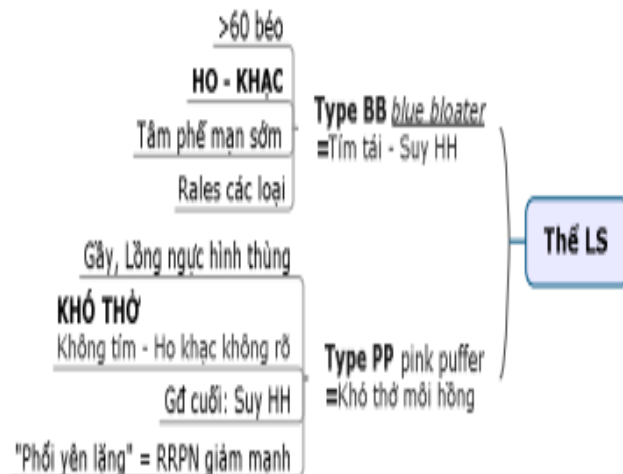 Thể LS
Type BB blue bloater
=Tím tái - Suy HH
>60 béo
HO - KHẠC
Tâm phế mạn sớm
Rales các loại
Type PP pink puffer
=Khó thở môi hồng
Gầy, Lồng ngực hình thùng
KHÓ THỞ
Không tím - Ho khạc không rõ
Gđ cuối: Suy HH
"Phổi yên lặng" = RRPN giảm mạnh